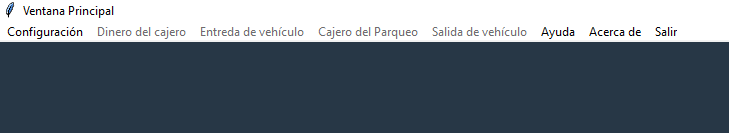 Ventana Principal
Configuración Dinero del cajero Entreda de vehículo Cajero del Parqueo Salida de vehículo Ayuda Acerca de Salir